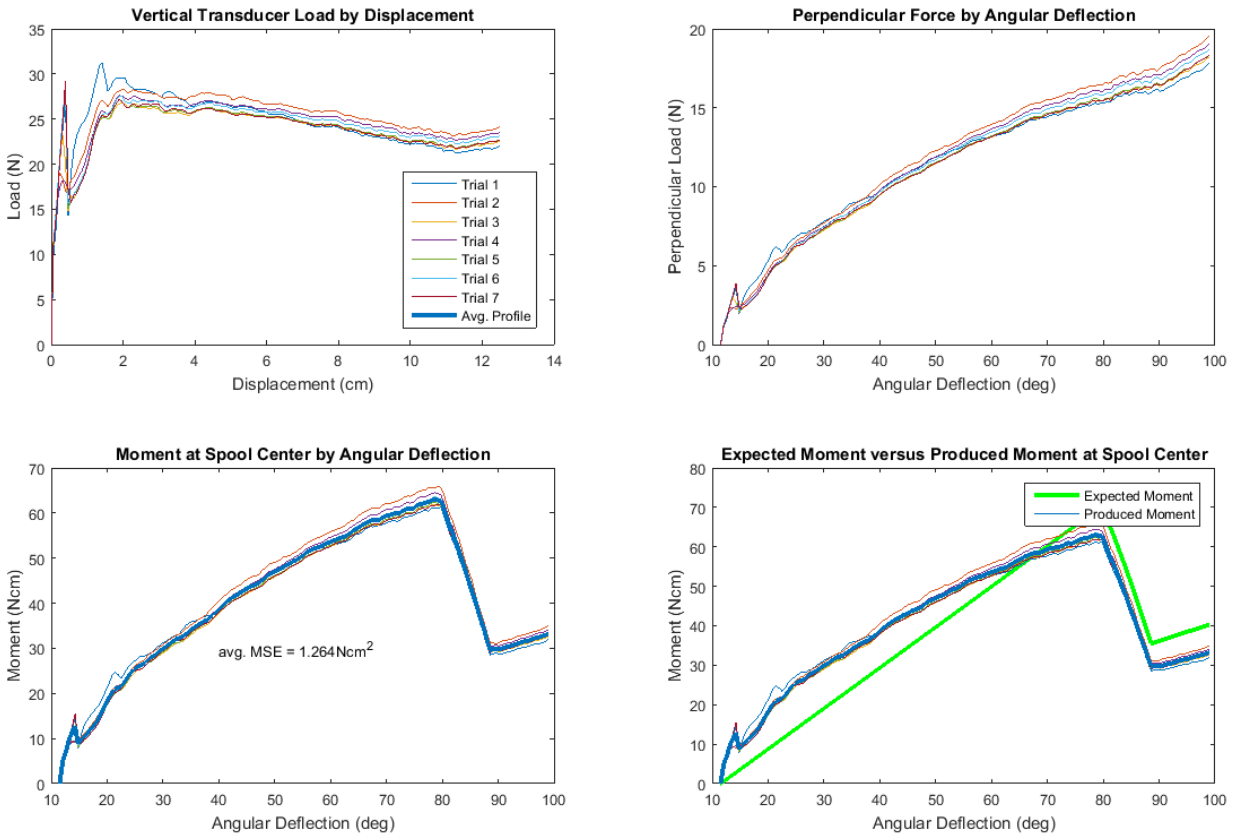 Vertical Transducer Load by Displacement
35
30
25
20
15
10
5
0
Load (N)
Trial 1
Trial 2
Trial 3
Trial 4
Trial 5
Trial 6
Trial 7
Avg. Profile
0 2 4 6 8 10 12 14
Displacement (cm)
Perpendicular Force by Angular Deflection
20
15
10
5
0
Perpendicular Load (N)
10 20 30 40 50 60 70 80 90 100
Angular Deflection (deg)
Moment at Spool Center by Angular Deflection
70
60
50
40
30
20
10
0
Moment (Ncm)
avg. MSE = 1.264Ncm²
10 20 30 40 50 60 70 80 90 100
Angular Deflection (deg)
Expected Moment versus Produced Moment at Spool Center
80
70
60
50
40
30
20
10
0
Moment (Ncm)
Expected Moment
Produced Moment
10 20 30 40 50 60 70 80 90 100
Angular Deflection (deg)